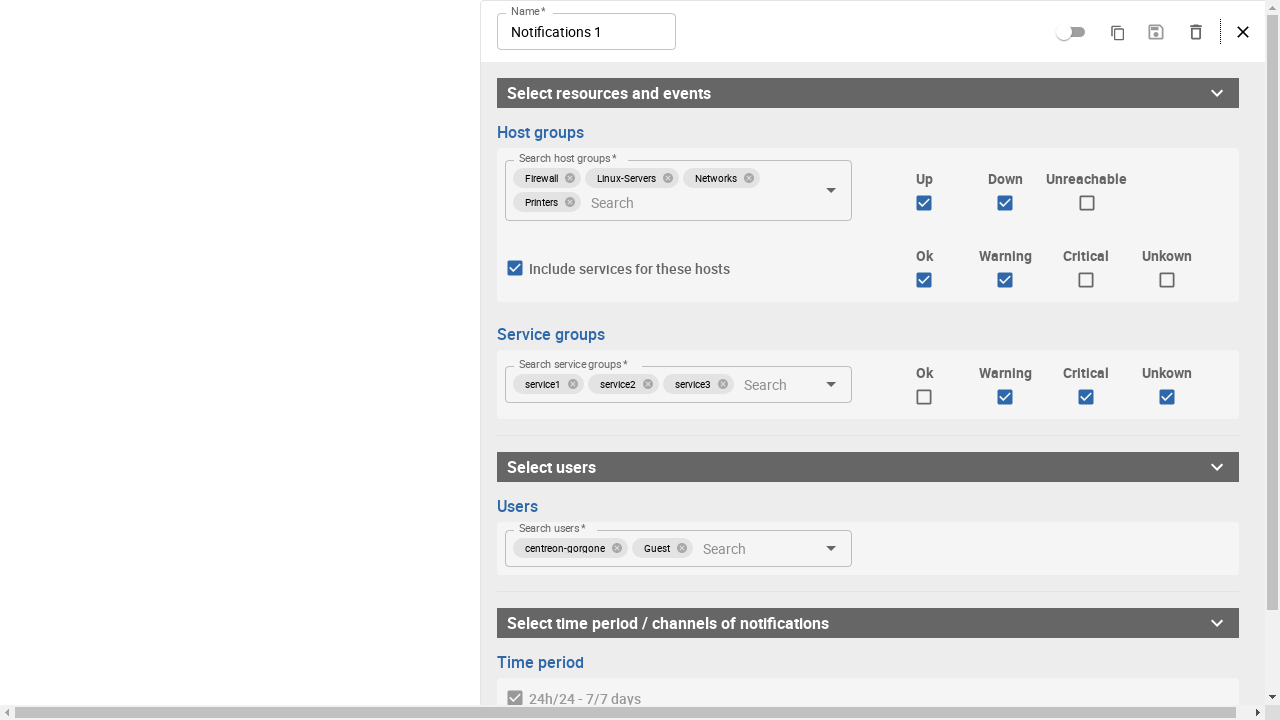 Name *
Notifications 1
Select resources and events
Host groups
Search host groups *
Firewall Linux-Servers Networks
Printers Search
Up Down Unreachable
Include services for these hosts
Ok Warning Critical Unkown
Service groups
Search service groups *
service1 service2 service3 Search
Ok Warning Critical Unkown
Select users
Users
Search users *
centreon-gorgone Guest Search
Select time period / channels of notifications
Time period
24h/24 - 7/7 days